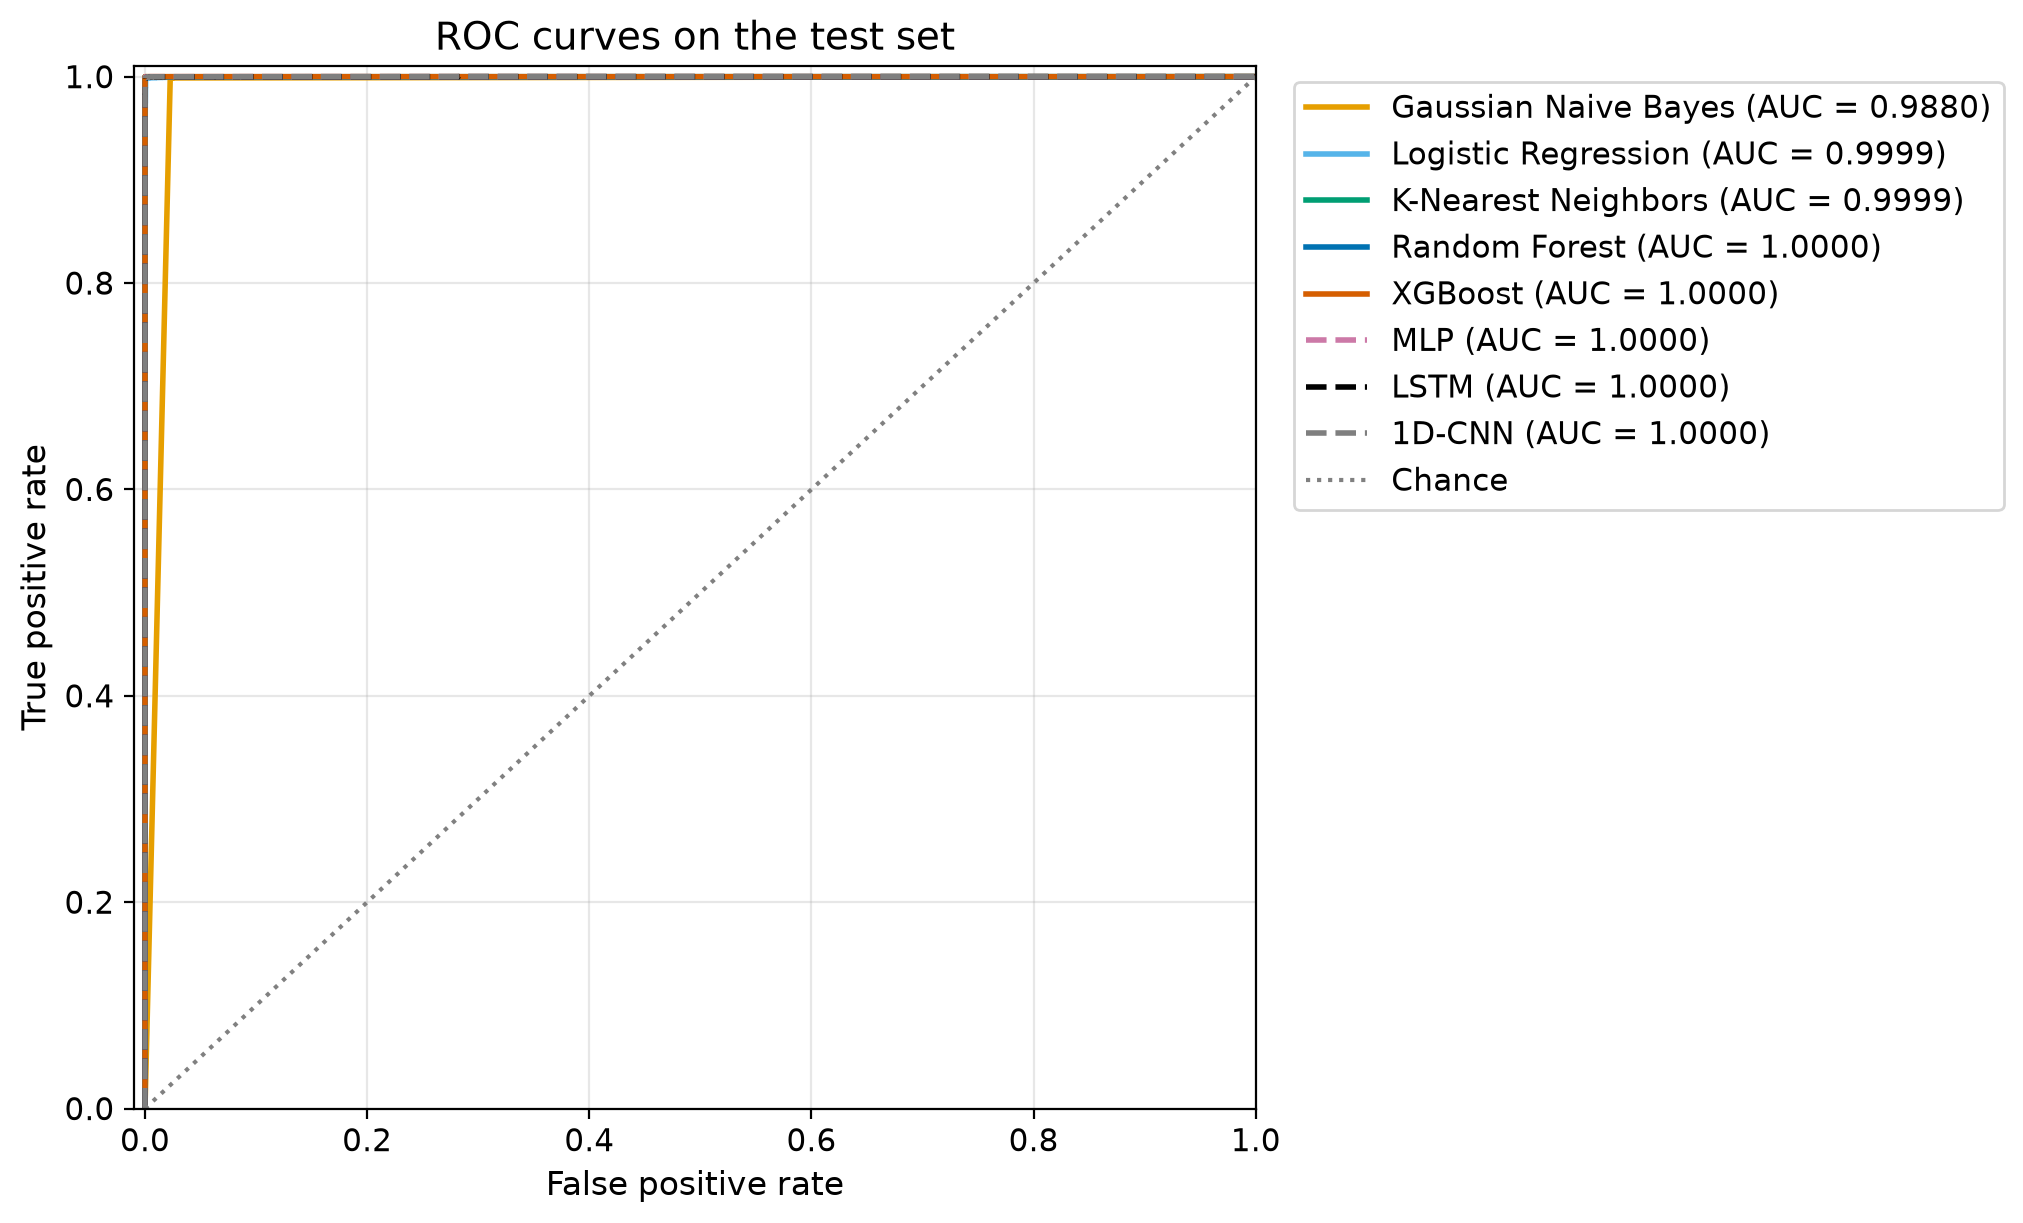 ROC curves on the test set
1.0
0.8
0.6
0.4
0.2
0.0
True positive rate
0.0 0.2 0.4 0.6 0.8 1.0
False positive rate
Gaussian Naive Bayes (AUC = 0.9880)
Logistic Regression (AUC = 0.9999)
K-Nearest Neighbors (AUC = 0.9999)
Random Forest (AUC = 1.0000)
XGBoost (AUC = 1.0000)
MLP (AUC = 1.0000)
LSTM (AUC = 1.0000)
1D-CNN (AUC = 1.0000)
Chance